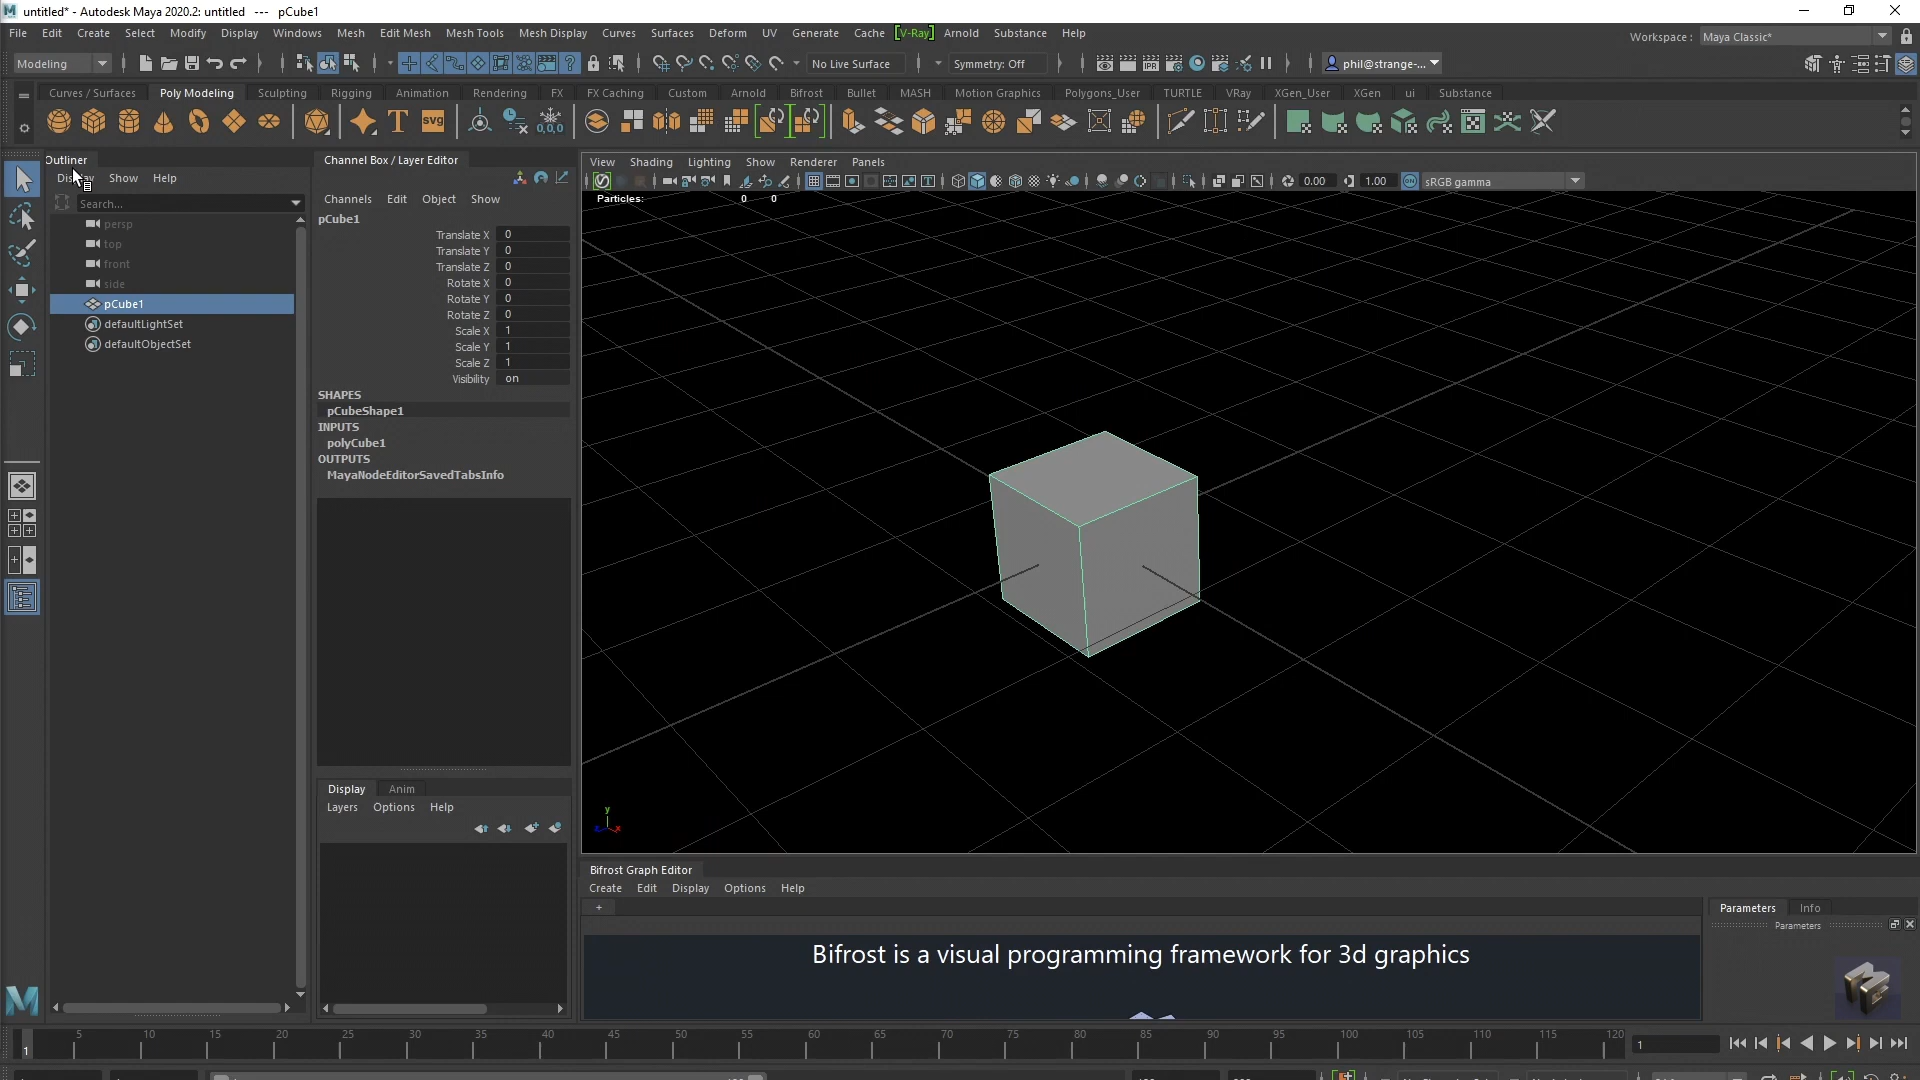 untitled* - Autodesk Maya 2020.2: untitled --- pCube1
File Edit Create Select Modify Display Windows Mesh Edit Mesh Mesh Tools Mesh Display Curves Surfaces Deform UV Generate Cache [V-Ray] Arnold Substance Help
Workspace : Maya Classic*
Modeling
No Live Surface
Symmetry: Off
phil@strange-...
Curves / Surfaces Poly Modeling Sculpting Rigging Animation Rendering FX FX Caching Custom Arnold Bifrost Bullet MASH Motion Graphics Polygons_User TURTLE VRay XGen_User XGen ui Substance
T svg 0,0,0
Outliner
Display Show Help
Search...
persp
top
front
side
pCube1
defaultLightSet
defaultObjectSet
Channel Box / Layer Editor
Channels Edit Object Show
pCube1
Translate X 0
Translate Y 0
Translate Z 0
Rotate X 0
Rotate Y 0
Rotate Z 0
Scale X 1
Scale Y 1
Scale Z 1
Visibility on
SHAPES
pCubeShape1
INPUTS
polyCube1
OUTPUTS
MayaNodeEditorSavedTabsInfo
Display Anim
Layers Options Help
View Shading Lighting Show Renderer Panels
0.00 1.00 ON sRGB gamma
Particles: 0 0
y
z x
Bifrost Graph Editor
Create Edit Display Options Help
+
Bifrost is a visual programming framework for 3d graphics
Parameters Info
Parameters
5 10 15 20 25 30 35 40 45 50 55 60 65 70 75 80 85 90 95 100 105 110 115 120
1
1